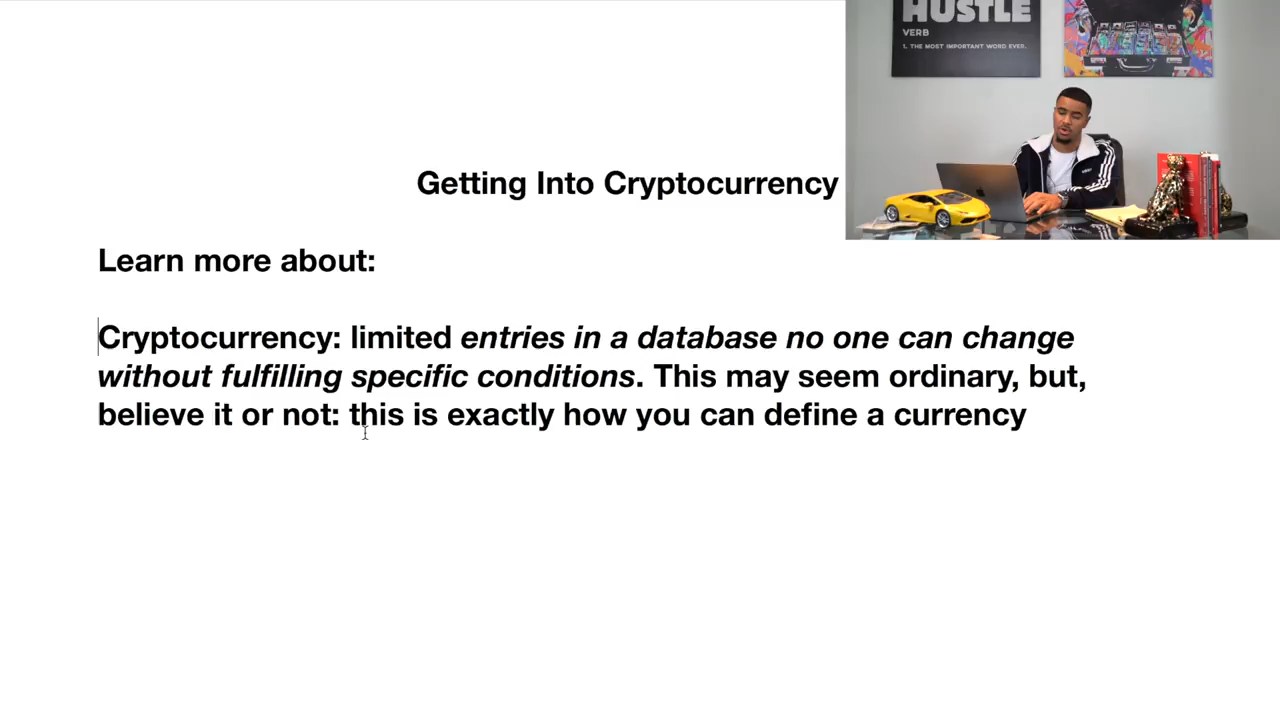 HUSTLE
VERB
1. THE MOST IMPORTANT WORD EVER.
Getting Into Cryptocurrency
Learn more about:
Cryptocurrency: limited entries in a database no one can change
without fulfilling specific conditions. This may seem ordinary, but,
believe it or not: this is exactly how you can define a currency